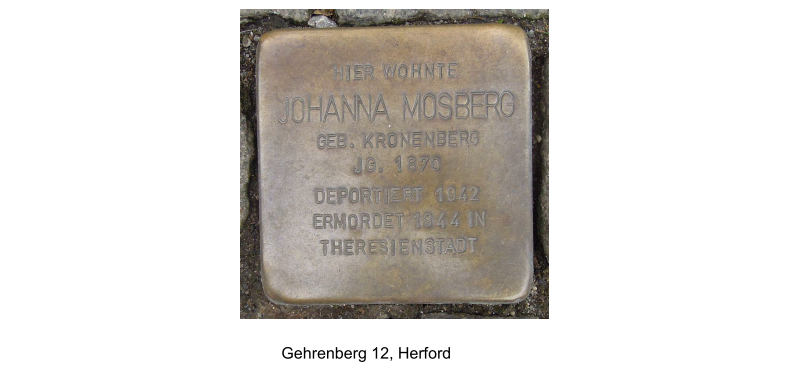 HIER WOHNTE
JOHANNA MOSBERG
GEB. KRONENBERG
JG. 1870
DEPORTIERT 1942
ERMORDET 1944 IN
THERESIENSTADT
Gehrenberg 12, Herford